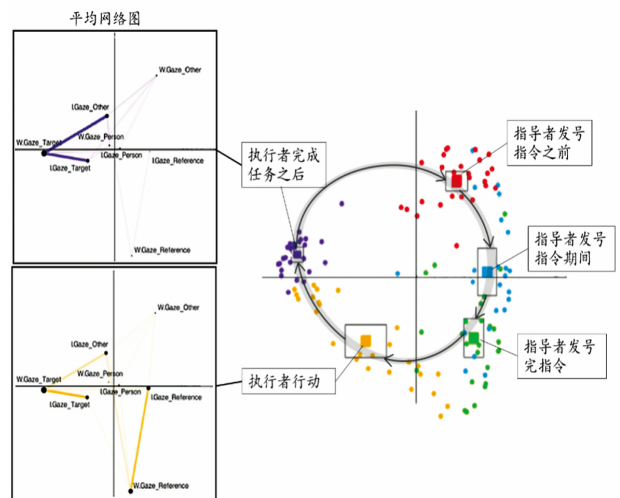 平均网络图
W.Gaze_Other
I.Gaze_Other
W.Gaze_Target
W.Gaze_Person
I.Gaze_Person
I.Gaze_Reference
I.Gaze_Target
W.Gaze_Reference
W.Gaze_Other
I.Gaze_Other
W.Gaze_Target
W.Gaze_Person
I.Gaze_Person
I.Gaze_Reference
I.Gaze_Target
W.Gaze_Reference
执行者完成
任务之后
指导者发号
指令之前
指导者发号
指令期间
指导者发号
完指令
执行者行动